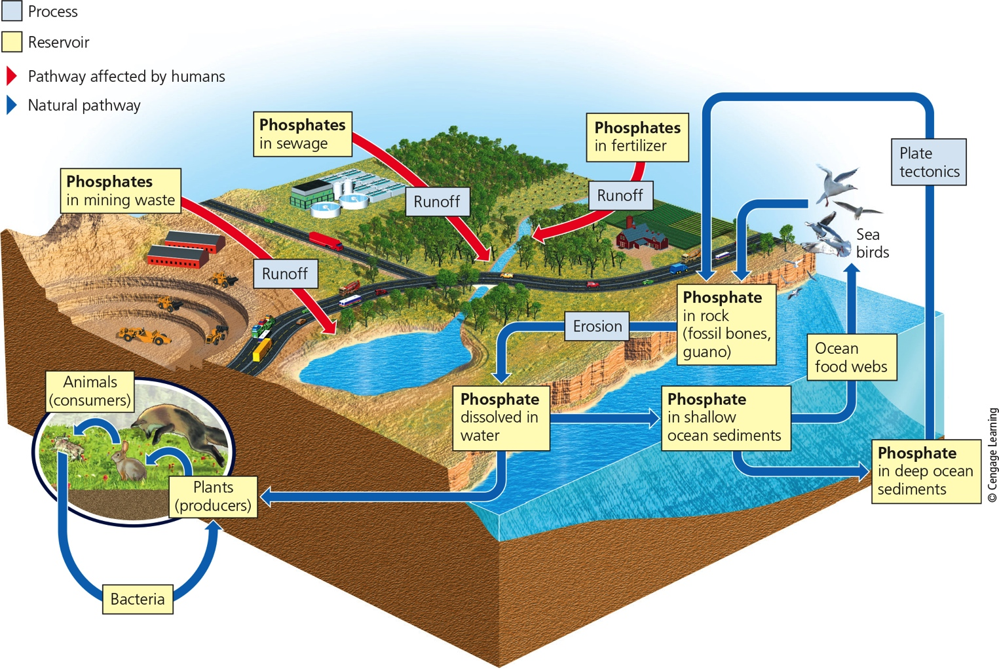 Process
Reservoir
Pathway affected by humans
Natural pathway
Phosphates
in sewage
Phosphates
in fertilizer
Plate
tectonics
Phosphates
in mining waste
Runoff
Runoff
Runoff
Sea
birds
Phosphate
in rock
(fossil bones,
guano)
Erosion
Ocean
food webs
Animals
(consumers)
Phosphate
dissolved in
water
Phosphate
in shallow
ocean sediments
Phosphate
in deep ocean
sediments
Plants
(producers)
Bacteria
© Cengage Learning